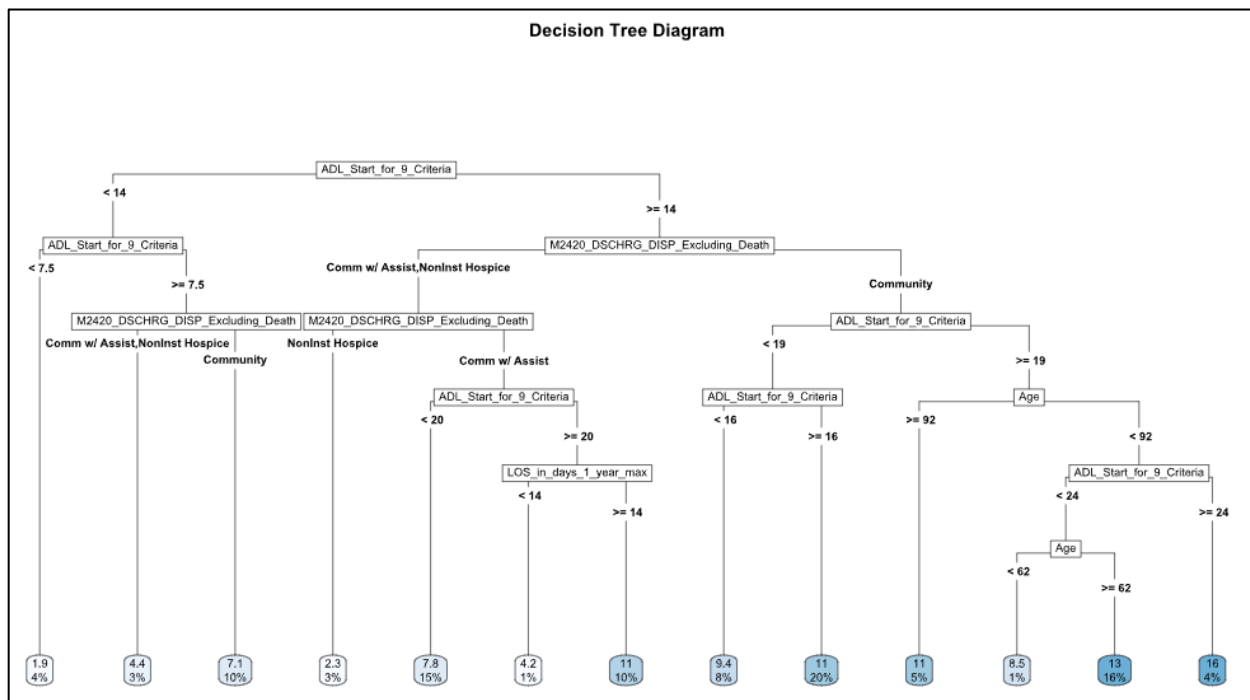 Decision Tree Diagram
ADL_Start_for_9_Criteria
< 14
>= 14
ADL_Start_for_9_Criteria
M2420_DSCHRG_DISP_Excluding_Death
< 7.5
Comm w/ Assist,NonInst Hospice
>= 7.5
Community
M2420_DSCHRG_DISP_Excluding_Death
M2420_DSCHRG_DISP_Excluding_Death
ADL_Start_for_9_Criteria
Comm w/ Assist,NonInst Hospice
NonInst Hospice
< 19
Community
Comm w/ Assist
>= 19
ADL_Start_for_9_Criteria
ADL_Start_for_9_Criteria
Age
< 20
< 16
>= 92
>= 20
>= 16
< 92
LOS_in_days_1_year_max
ADL_Start_for_9_Criteria
< 14
< 24
>= 14
>= 24
Age
< 62
>= 62
1.9
4%
4.4
3%
7.1
10%
2.3
3%
7.8
15%
4.2
1%
11
10%
9.4
8%
11
20%
11
5%
8.5
1%
13
16%
16
4%